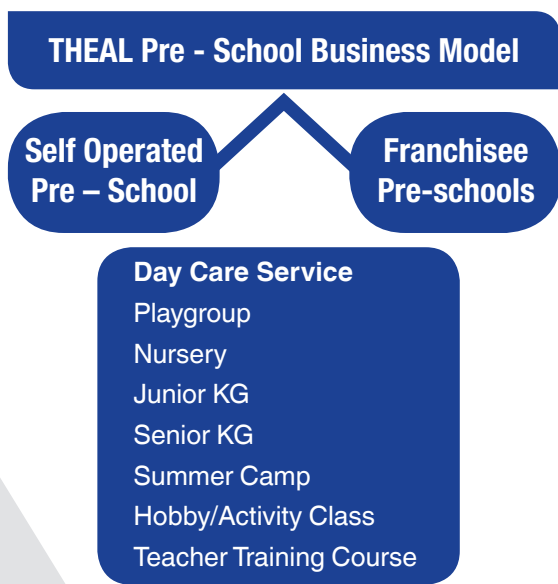 THEAL Pre - School Business Model
Self Operated
Pre – School
Franchisee
Pre-schools
Day Care Service
Playgroup
Nursery
Junior KG
Senior KG
Summer Camp
Hobby/Activity Class
Teacher Training Course